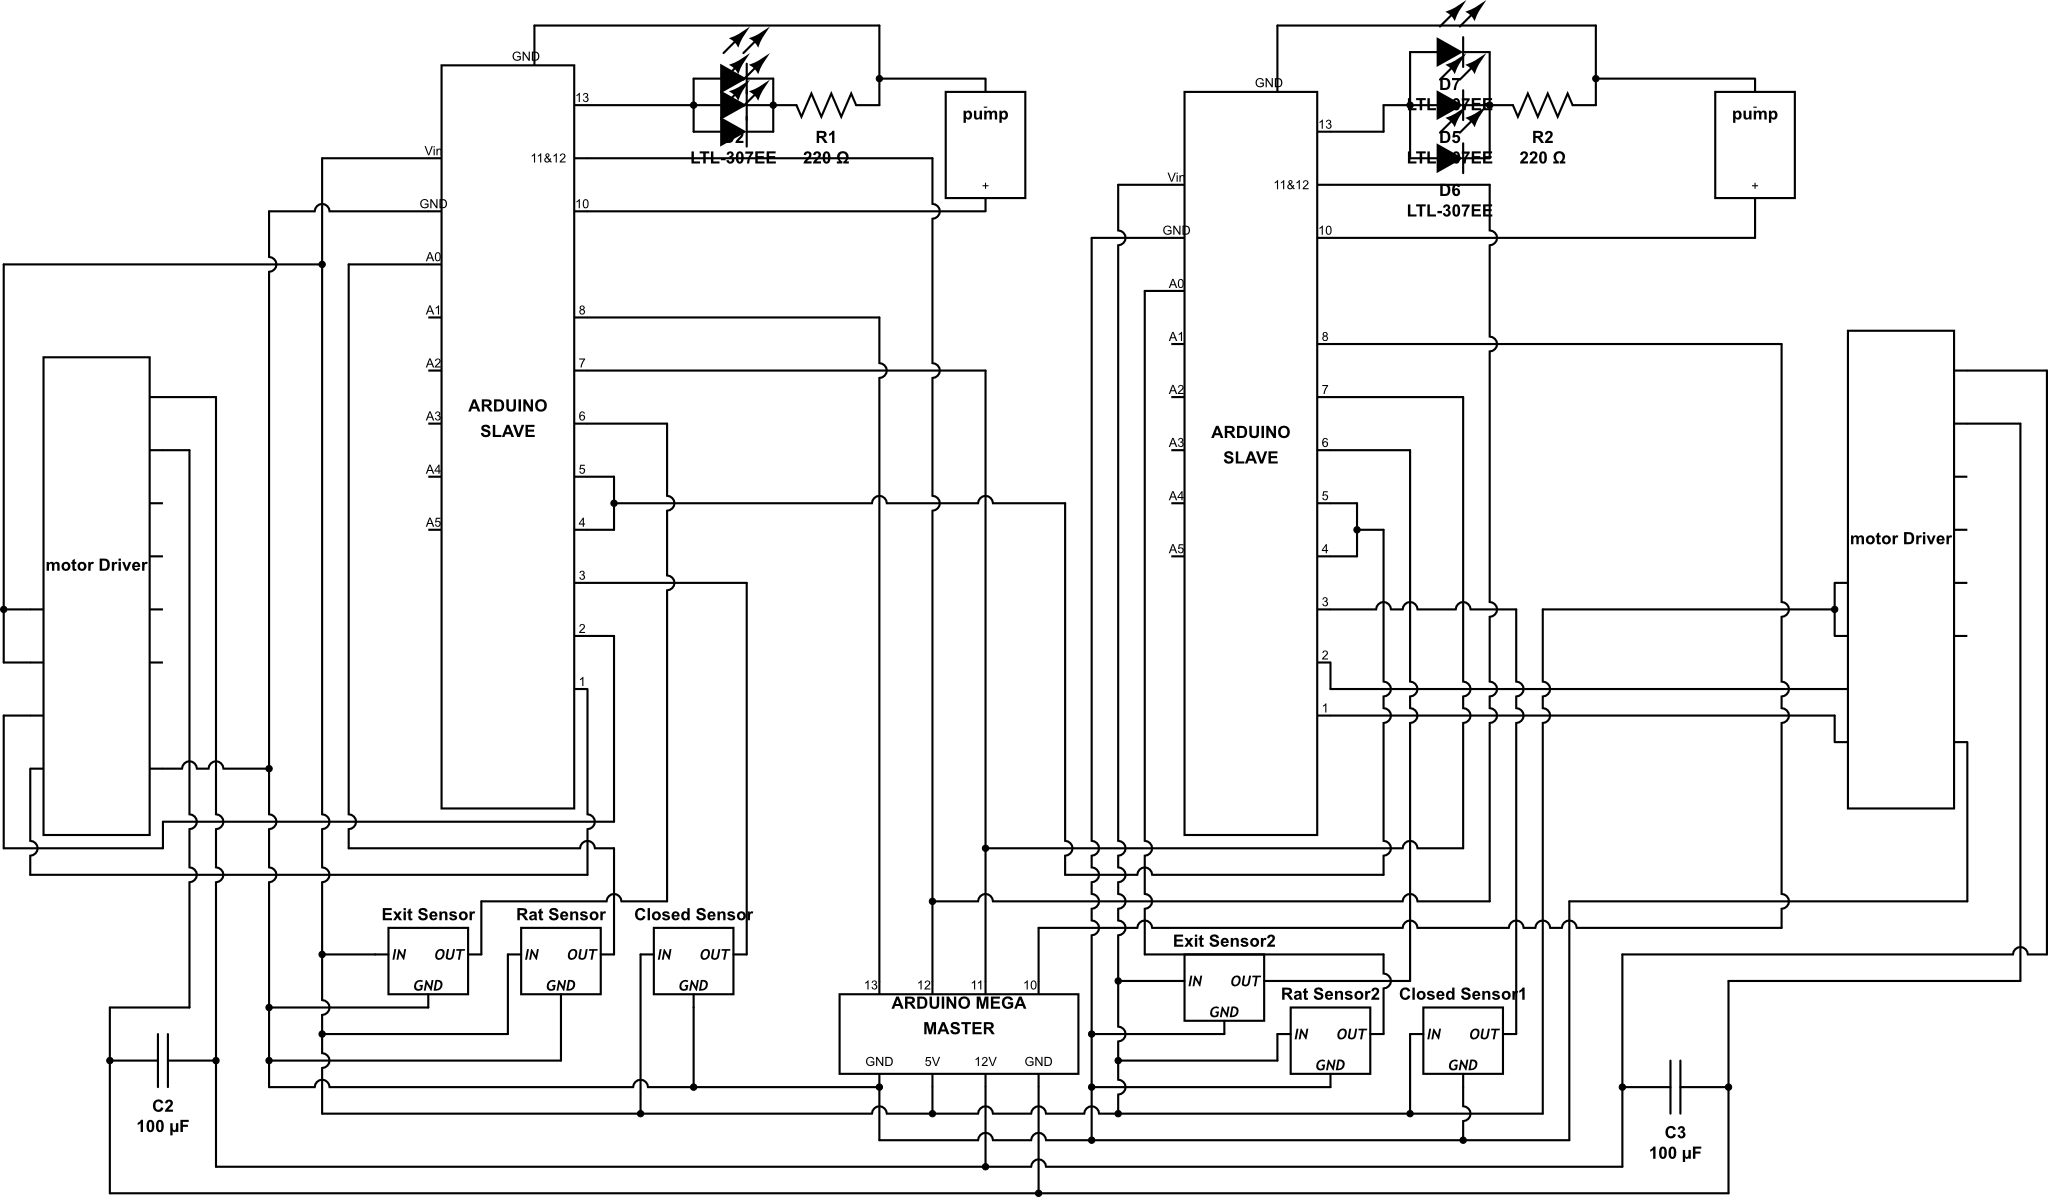 GND
13
Vin
11&12
GND
10
A0
A1
8
A2
7
A3
6
A4
5
A5
4
3
2
1
ARDUINO
SLAVE
LTL-307EE
R1
220 Ω
-
pump
+
motor Driver
C2
100 µF
Exit Sensor
IN
OUT
GND
Rat Sensor
IN
OUT
GND
Closed Sensor
IN
OUT
GND
13
12
11
10
ARDUINO MEGA
MASTER
GND
5V
12V
GND
GND
13
Vin
11&12
GND
10
A0
A1
8
A2
7
A3
6
A4
5
A5
4
3
2
1
ARDUINO
SLAVE
D7
LTL-307EE
D5
LTL-307EE
D6
LTL-307EE
R2
220 Ω
-
pump
+
motor Driver
Exit Sensor2
IN
OUT
GND
Rat Sensor2
IN
OUT
GND
Closed Sensor1
IN
OUT
GND
C3
100 µF